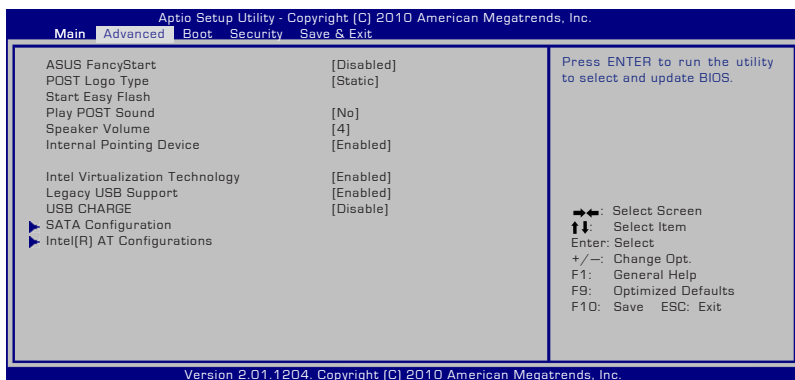 Aptio Setup Utility - Copyright (C) 2010 American Megatrends, Inc.
Main Advanced Boot Security Save & Exit
ASUS FancyStart [Disabled]
POST Logo Type [Static]
Start Easy Flash
Play POST Sound [No]
Speaker Volume [4]
Internal Pointing Device [Enabled]
Intel Virtualization Technology [Enabled]
Legacy USB Support [Enabled]
USB CHARGE [Disable]
SATA Configuration
Intel(R) AT Configurations
Press ENTER to run the utility
to select and update BIOS.
→←: Select Screen
↑↓: Select Item
Enter: Select
+/—: Change Opt.
F1: General Help
F9: Optimized Defaults
F10: Save ESC: Exit
Version 2.01.1204. Copyright (C) 2010 American Megatrends, Inc.